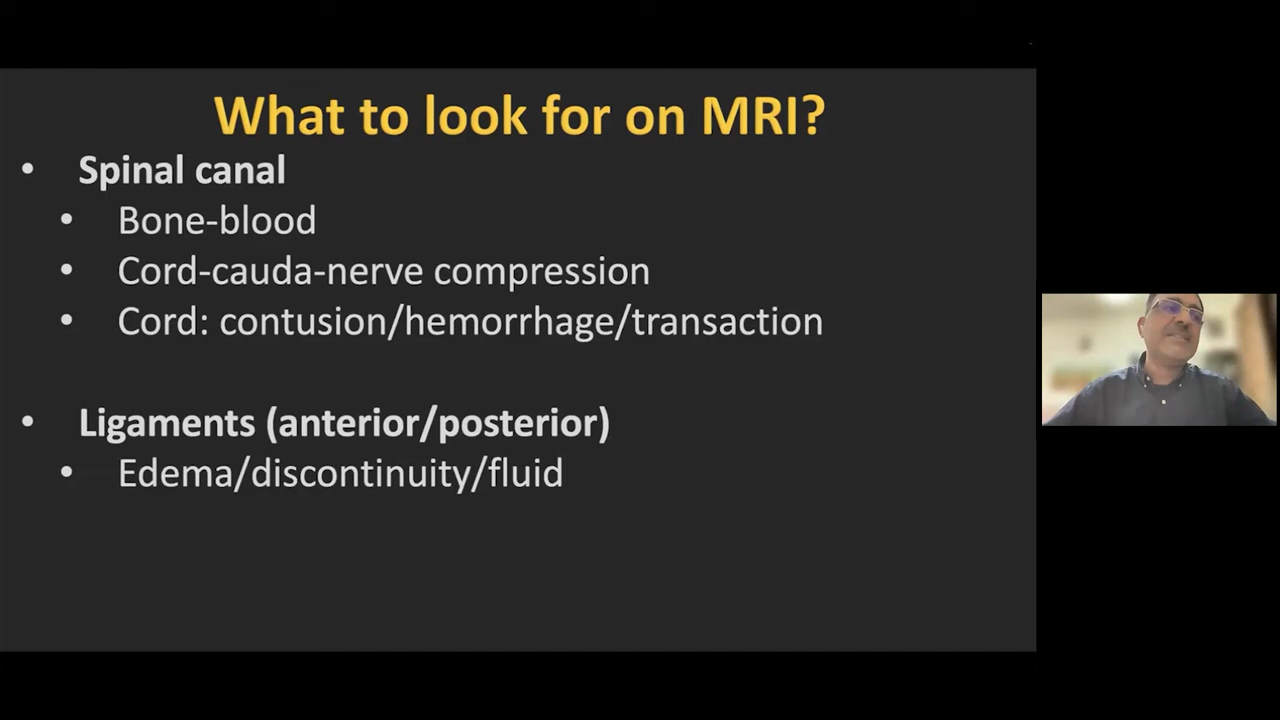 What to look for on MRI?
• Spinal canal
• Bone-blood
• Cord-cauda-nerve compression
• Cord: contusion/hemorrhage/transaction
• Ligaments (anterior/posterior)
• Edema/discontinuity/fluid